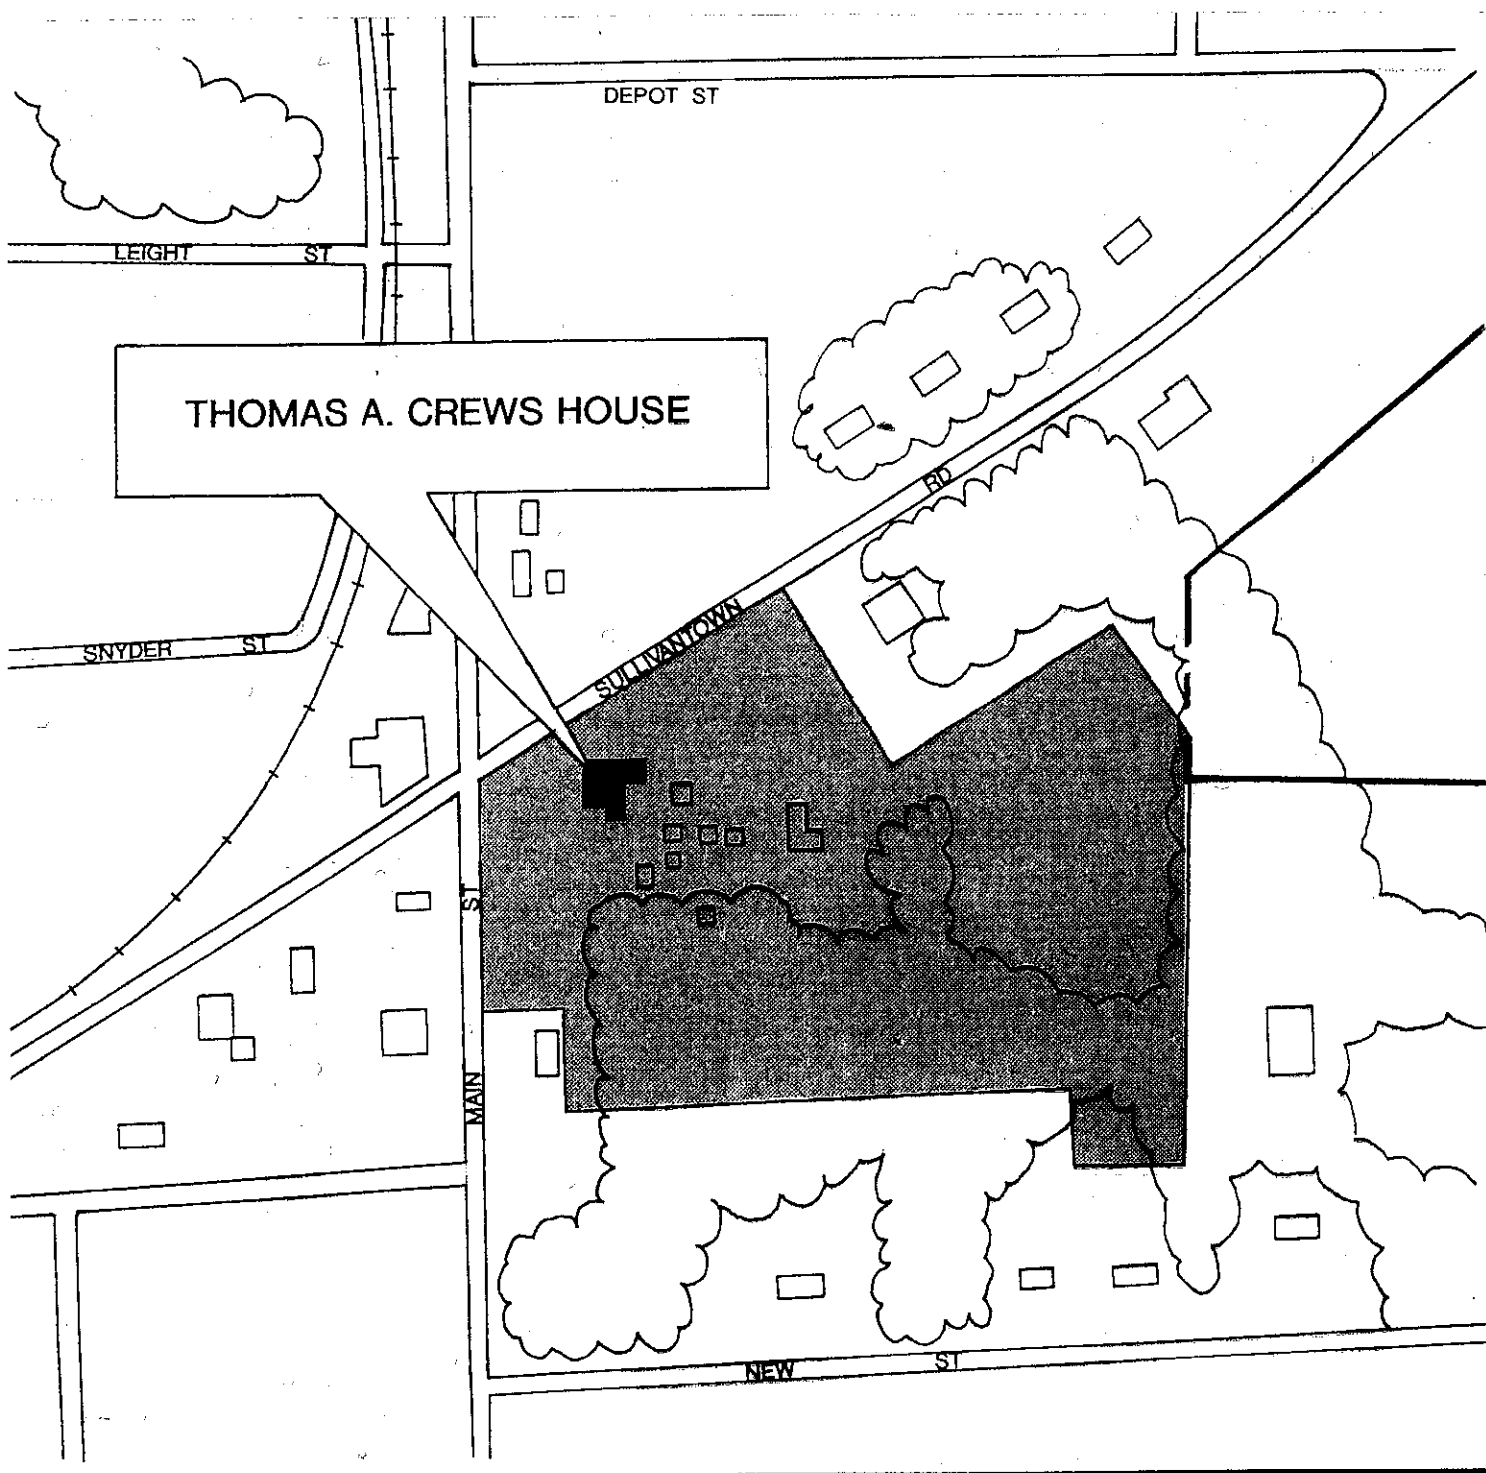 DEPOT ST
LEIGHT ST
THOMAS A. CREWS HOUSE
RD
SULLIVANTOWN
SNYDER ST
ST
MAIN
NEW ST